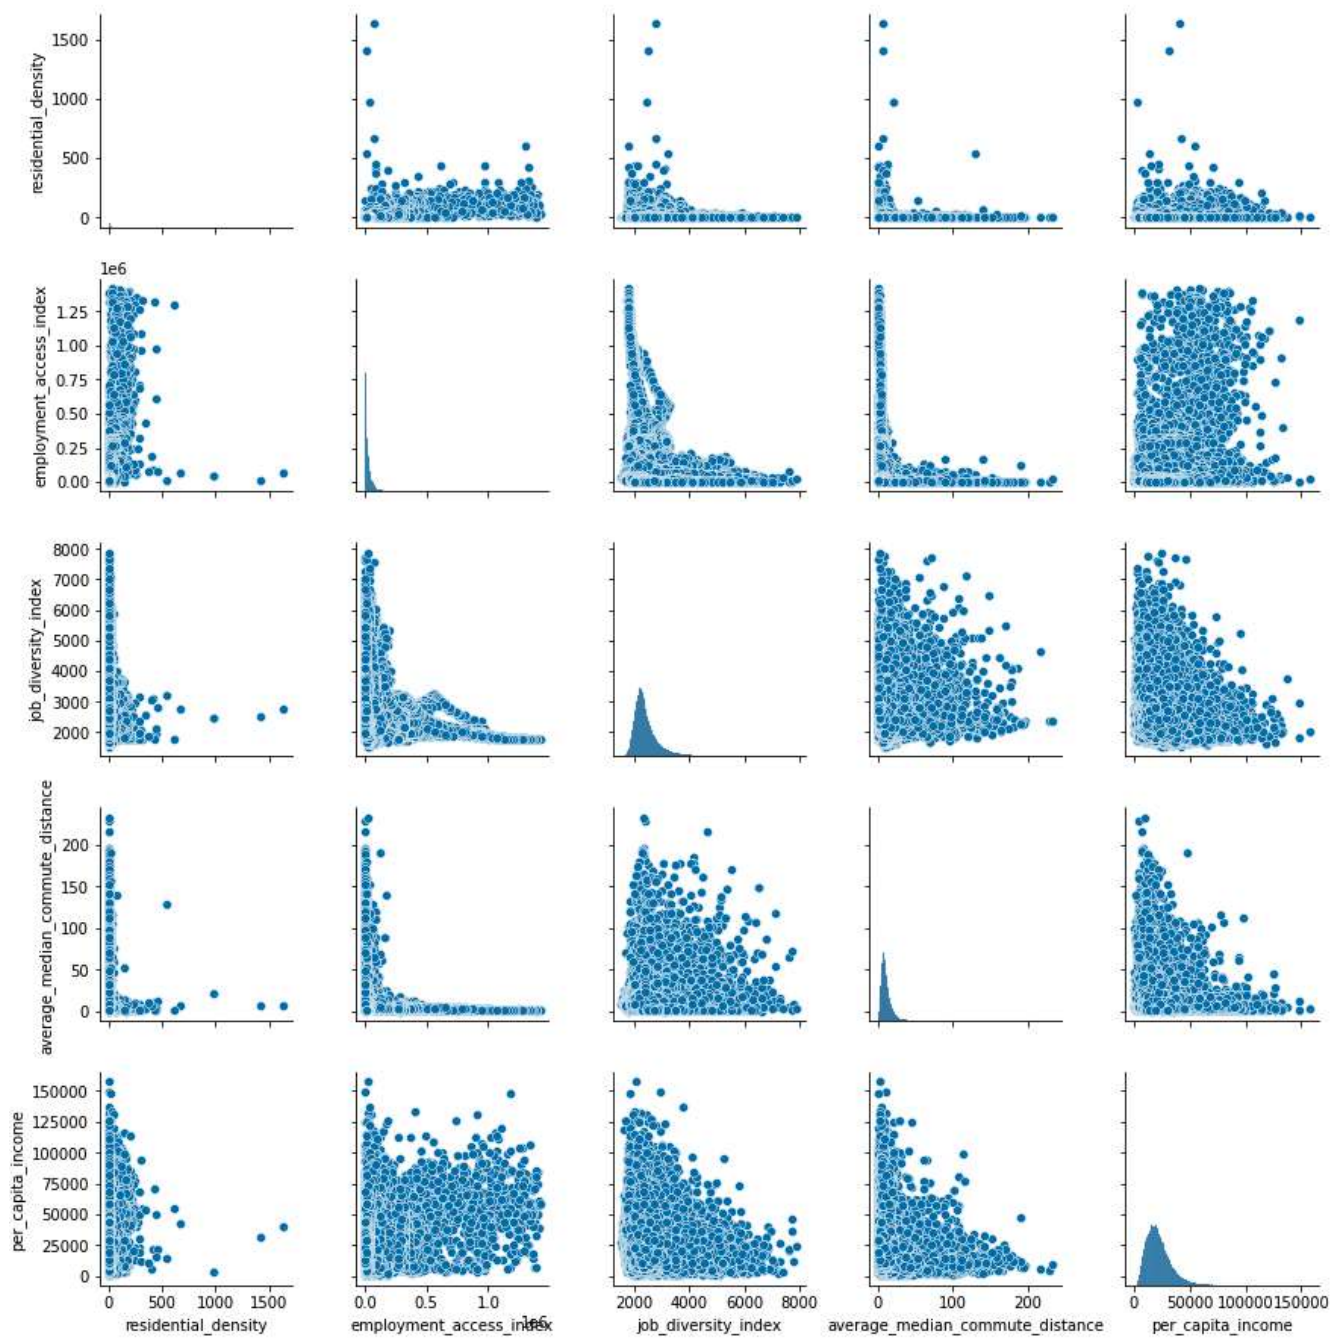 1500
1000
500
0
residential_density
1e6
1.25
1.00
0.75
0.50
0.25
0.00
employment_access_index
8000
7000
6000
5000
4000
3000
2000
job_diversity_index
200
150
100
50
0
average_median_commute_distance
150000
125000
100000
75000
50000
25000
0
per_capita_income
0 500 1000 1500
residential_density
0.0 0.5 1.0
1e6
employment_access_index
2000 4000 6000 8000
job_diversity_index
0 100 200
average_median_commute_distance
0 50000 100000 150000
per_capita_income